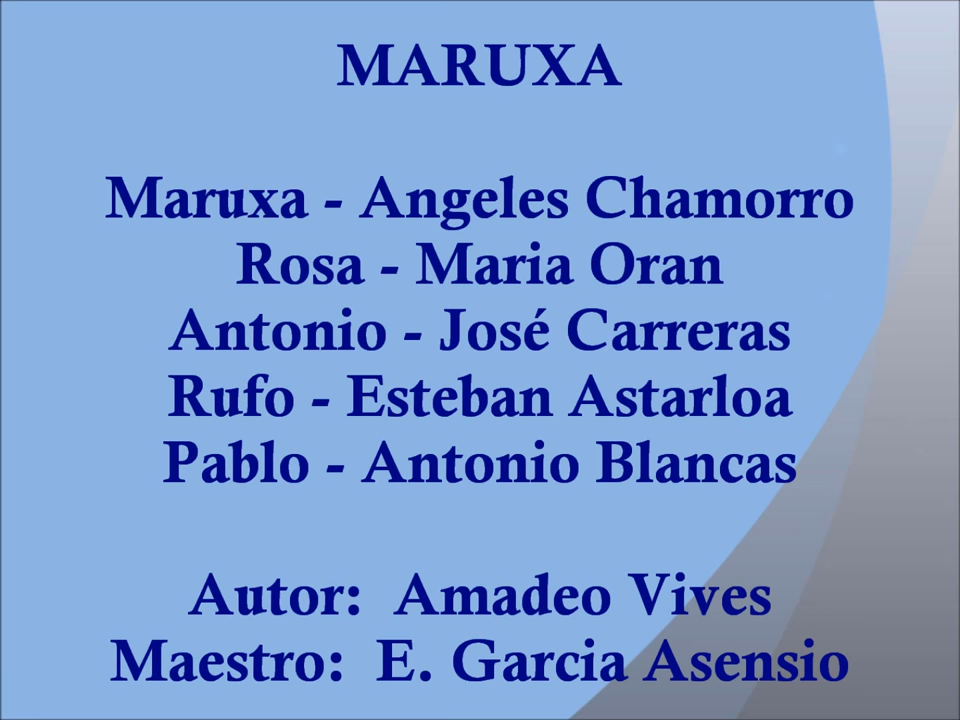 MARUXA
Maruxa - Angeles Chamorro
Rosa - Maria Oran
Antonio - José Carreras
Rufo - Esteban Astarloa
Pablo - Antonio Blancas
Autor: Amadeo Vives
Maestro: E. Garcia Asensio